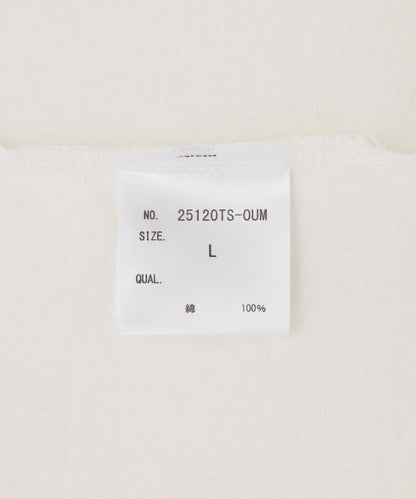 NO. 25120TS-OUM
SIZE.
L
QUAL.
綿 100%